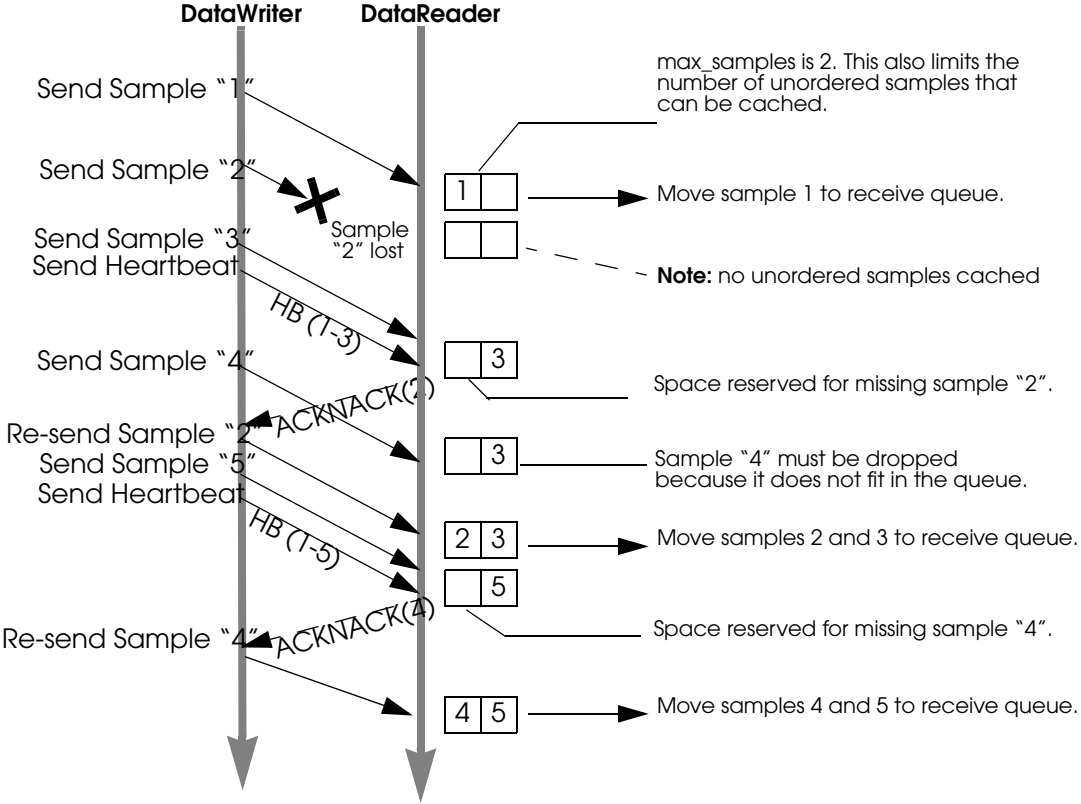 DataWriter
DataReader
max_samples is 2. This also limits the
number of unordered samples that
can be cached.
Send Sample “1”
Send Sample “2”
1
Move sample 1 to receive queue.
Sample
“2” lost
Send Sample “3”
Send Heartbeat
Note: no unordered samples cached
HB (1-3)
Send Sample “4”
3
Space reserved for missing sample “2”.
ACKNACK(2)
Re-send Sample “2”
Send Sample “5”
Send Heartbeat
3
Sample “4” must be dropped
because it does not fit in the queue.
HB (1-5)
2 3
Move samples 2 and 3 to receive queue.
5
ACKNACK(4)
Re-send Sample “4”
Space reserved for missing sample “4”.
4 5
Move samples 4 and 5 to receive queue.